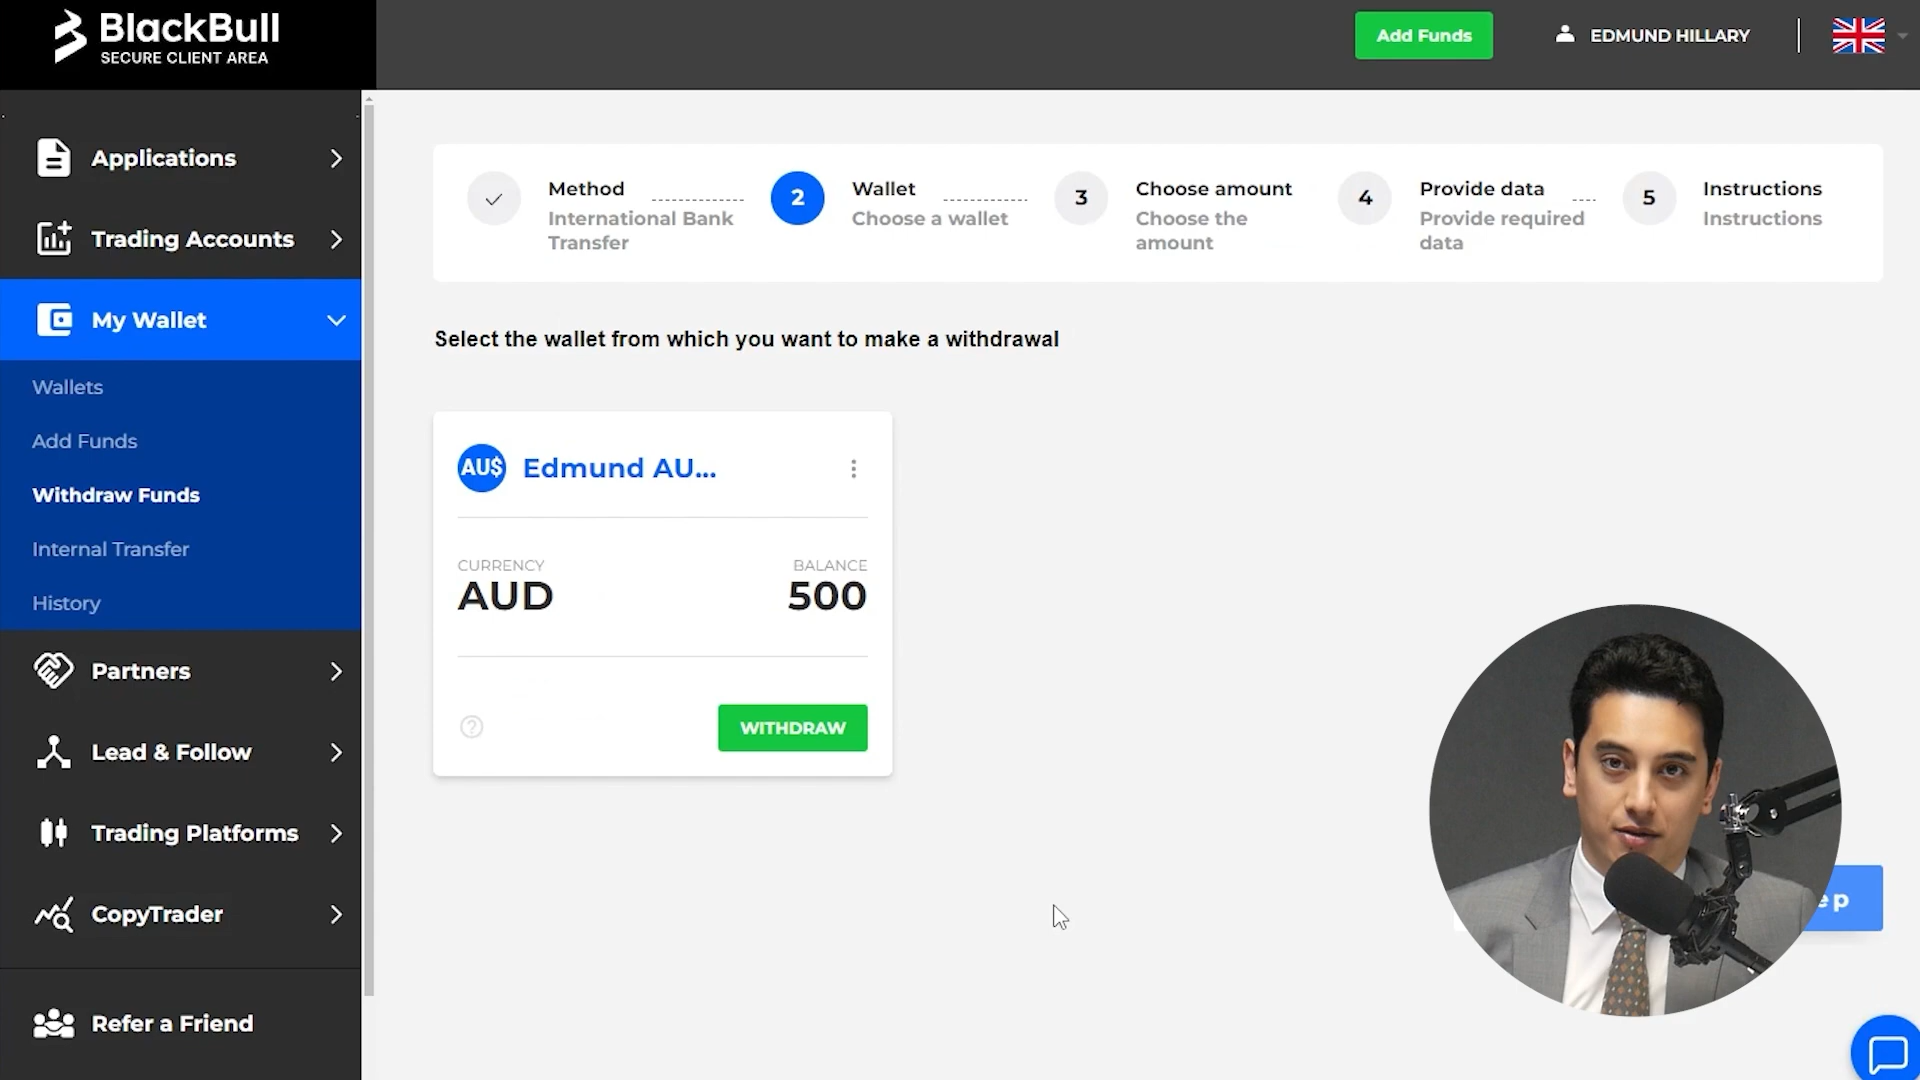 BlackBull
SECURE CLIENT AREA
Add Funds
EDMUND HILLARY
Applications
Trading Accounts
My Wallet
Wallets
Add Funds
Withdraw Funds
Internal Transfer
History
Partners
Lead & Follow
Trading Platforms
CopyTrader
Refer a Friend
Method
International Bank
Transfer
2
Wallet
Choose a wallet
3
Choose amount
Choose the
amount
4
Provide data
Provide required
data
5
Instructions
Instructions
Select the wallet from which you want to make a withdrawal
AU$
Edmund AU...
CURRENCY
AUD
BALANCE
500
?
WITHDRAW